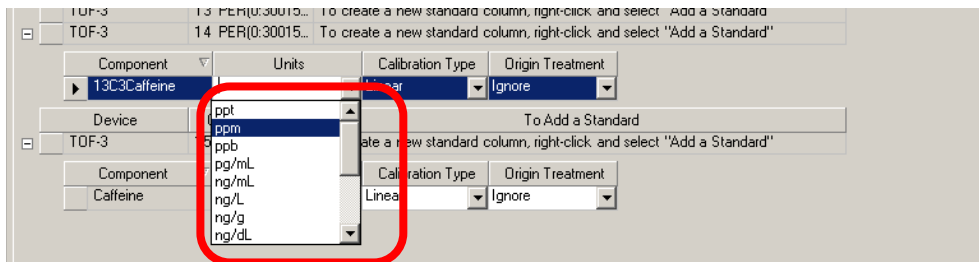 TOF-3 13 PER(0:30015... To create a new standard column, right-click and select "Add a Standard"
TOF-3 14 PER(0:30015... To create a new standard column, right-click and select "Add a Standard"
Component Units Calibration Type Origin Treatment
13C3Caffeine Linear Ignore
Device To Add a Standard
TOF-3 15 ate a new standard column, right-click and select "Add a Standard"
Component Calibration Type Origin Treatment
Caffeine Linear Ignore
ppt
ppm
ppb
pg/mL
ng/mL
ng/L
ng/g
ng/dL